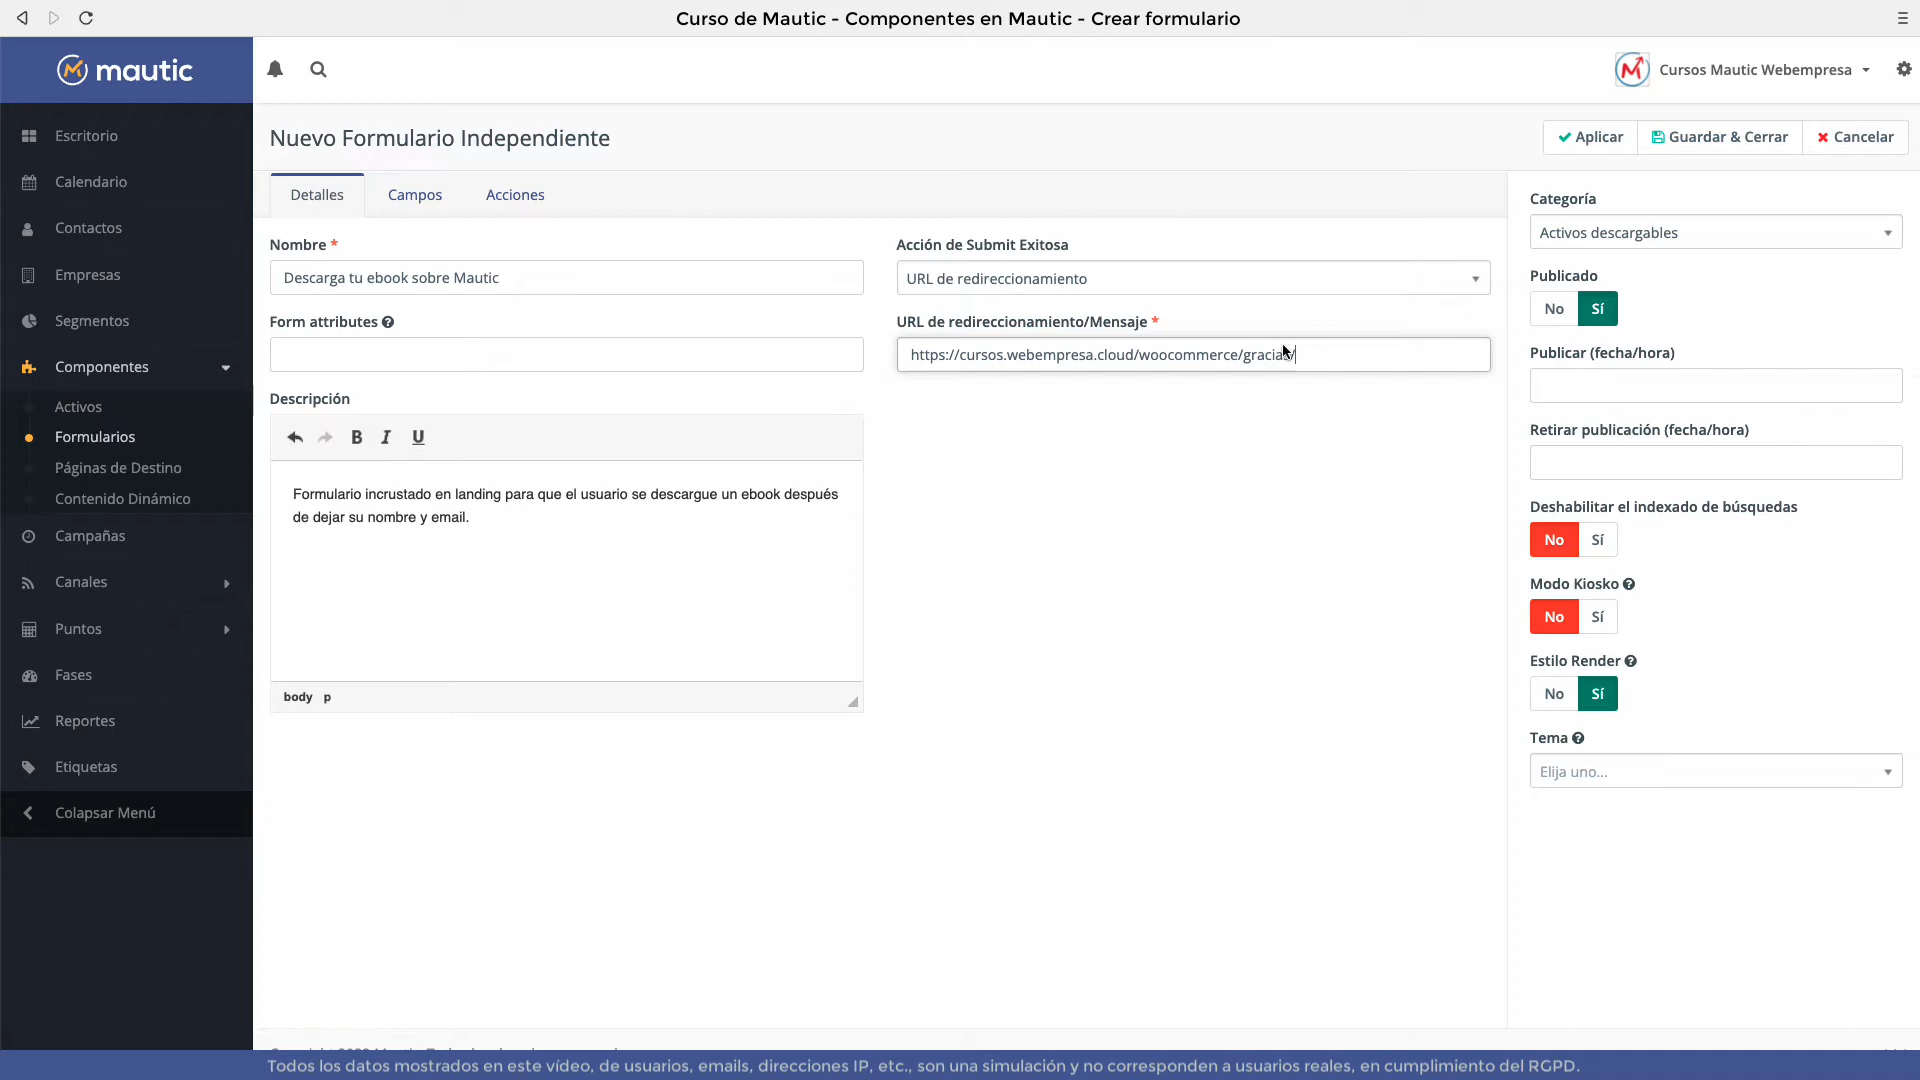 Curso de Mautic - Componentes en Mautic - Crear formulario
mautic
Cursos Mautic Webempresa
Escritorio
Calendario
Contactos
Empresas
Segmentos
Componentes
Activos
Formularios
Páginas de Destino
Contenido Dinámico
Campañas
Canales
Puntos
Fases
Reportes
Etiquetas
Colapsar Menú
Nuevo Formulario Independiente
Aplicar
Guardar & Cerrar
Cancelar
Detalles
Campos
Acciones
Nombre *
Descarga tu ebook sobre Mautic
Form attributes
Descripción
B I U
Formulario incrustado en landing para que el usuario se descargue un ebook después
de dejar su nombre y email.
body p
Acción de Submit Exitosa
URL de redireccionamiento
URL de redireccionamiento/Mensaje *
https://cursos.webempresa.cloud/woocommerce/gracias/
Categoría
Activos descargables
Publicado
No Sí
Publicar (fecha/hora)
Retirar publicación (fecha/hora)
Deshabilitar el indexado de búsquedas
No Sí
Modo Kiosko
No Sí
Estilo Render
No Sí
Tema
Elija uno...
Todos los datos mostrados en este vídeo, de usuarios, emails, direcciones IP, etc., son una simulación y no corresponden a usuarios reales, en cumplimiento del RGPD.